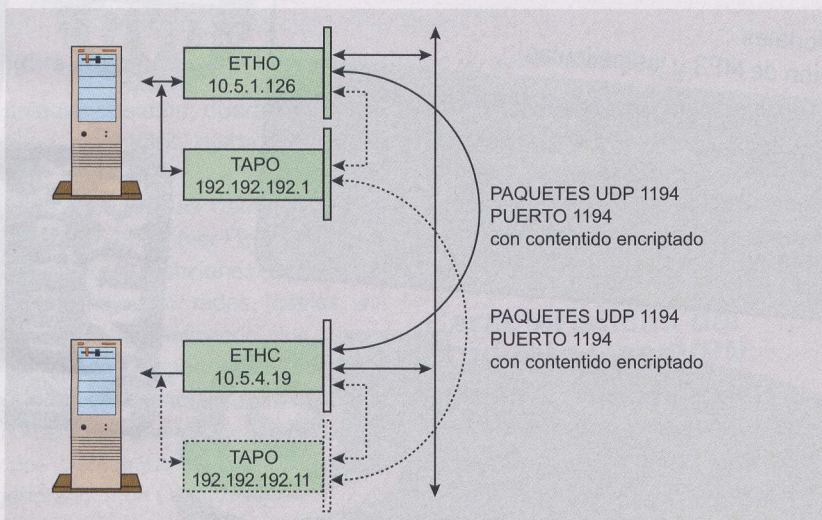 ETHO
10.5.1.126
TAPO
192.192.192.1
PAQUETES UDP 1194
PUERTO 1194
con contentido encriptado
PAQUETES UDP 1194
PUERTO 1194
con contentido encriptado
ETHC
10.5.4.19
TAPO
192.192.192.11